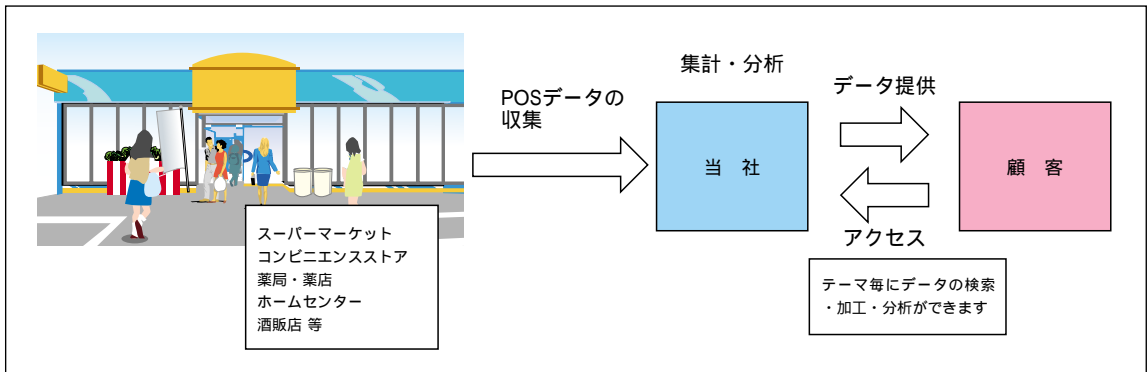 スーパーマーケット
コンビニエンスストア
薬局・薬店
ホームセンター
酒販店 等
POSデータの
収集
集計・分析
当 社
データ提供
アクセス
顧 客
テーマ毎にデータの検索
・加工・分析ができます